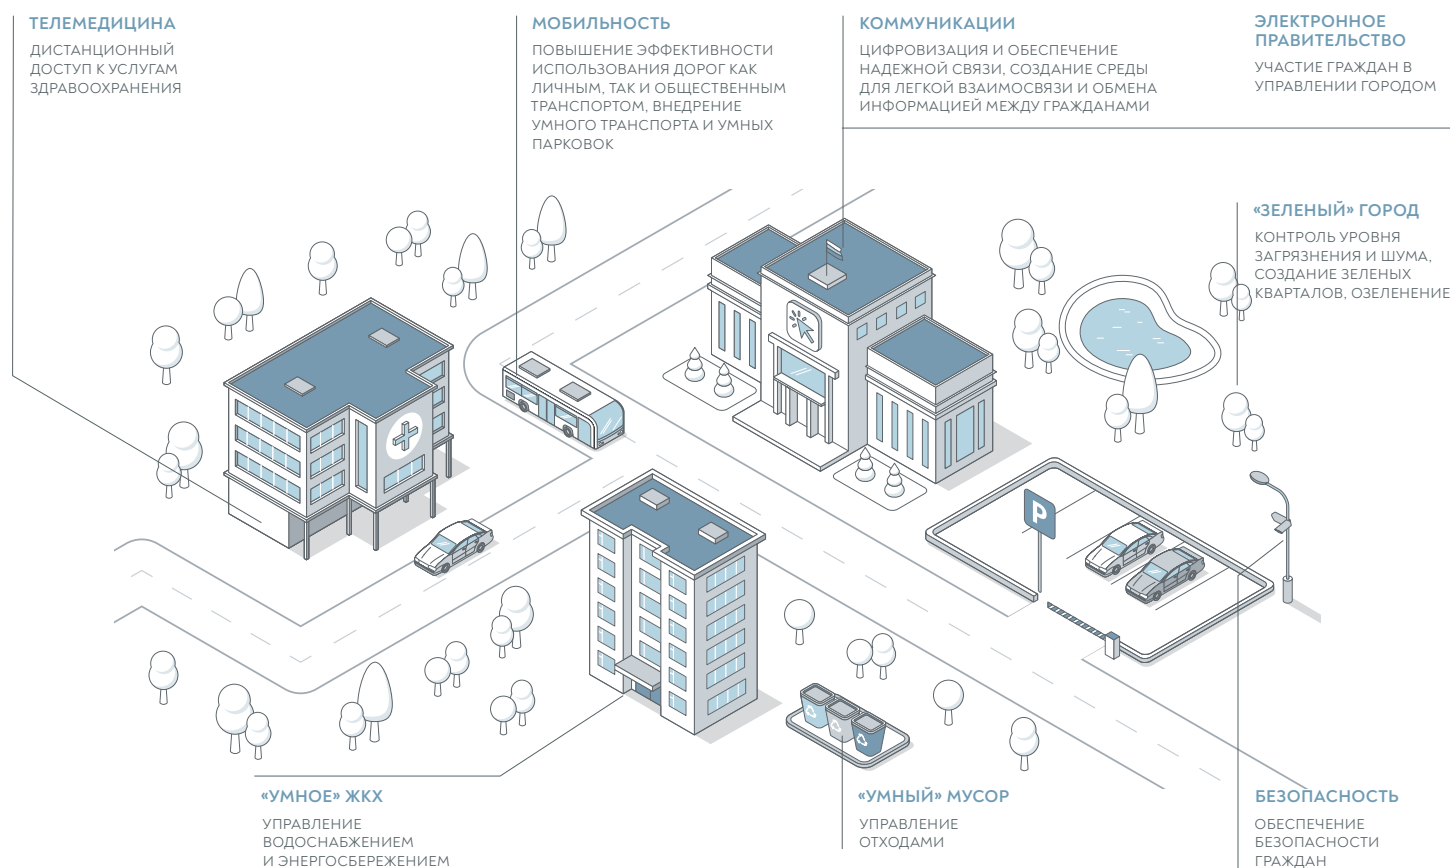 ТЕЛЕМЕДИЦИНА
ДИСТАНЦИОННЫЙ
ДОСТУП К УСЛУГАМ
ЗДРАВООХРАНЕНИЯ
МОБИЛЬНОСТЬ
ПОВЫШЕНИЕ ЭФФЕКТИВНОСТИ
ИСПОЛЬЗОВАНИЯ ДОРОГ КАК
ЛИЧНЫМ, ТАК И ОБЩЕСТВЕННЫМ
ТРАНСПОРТОМ, ВНЕДРЕНИЕ
УМНОГО ТРАНСПОРТА И УМНЫХ
ПАРКОВОК
КОММУНИКАЦИИ
ЦИФРОВИЗАЦИЯ И ОБЕСПЕЧЕНИЕ
НАДЕЖНОЙ СВЯЗИ, СОЗДАНИЕ СРЕДЫ
ДЛЯ ЛЕГКОЙ ВЗАИМОСВЯЗИ И ОБМЕНА
ИНФОРМАЦИЕЙ МЕЖДУ ГРАЖДАНАМИ
ЭЛЕКТРОННОЕ
ПРАВИТЕЛЬСТВО
УЧАСТИЕ ГРАЖДАН В
УПРАВЛЕНИИ ГОРОДОМ
«ЗЕЛЕНЫЙ» ГОРОД
КОНТРОЛЬ УРОВНЯ
ЗАГРЯЗНЕНИЯ И ШУМА,
СОЗДАНИЕ ЗЕЛЕНЫХ
КВАРТАЛОВ, ОЗЕЛЕНЕНИЕ
P
«УМНОЕ» ЖКХ
УПРАВЛЕНИЕ
ВОДОСНАБЖЕНИЕМ
И ЭНЕРГОСБЕРЕЖЕНИЕМ
«УМНЫЙ» МУСОР
УПРАВЛЕНИЕ
ОТХОДАМИ
БЕЗОПАСНОСТЬ
ОБЕСПЕЧЕНИЕ
БЕЗОПАСНОСТИ
ГРАЖДАН